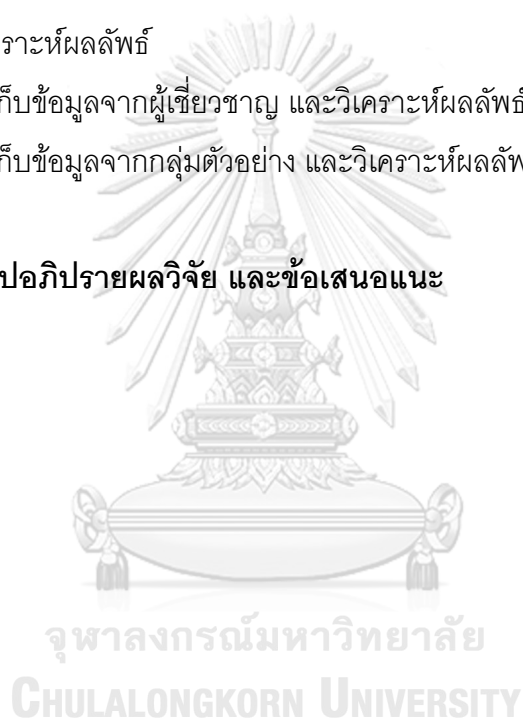 คราะห์ผลลัพธ์
ก็บข้อมูลจากผู้เชี่ยวชาญ และวิเคราะห์ผลลัพธ์
ก็บข้อมูลจากกลุ่มตัวอย่าง และวิเคราะห์ผลลัพ
ปอภิปรายผลวิจัย และข้อเสนอแนะ
จุฬาลงกรณ์มหาวิทยาลัย
CHULALONGKORN UNIVERSITY